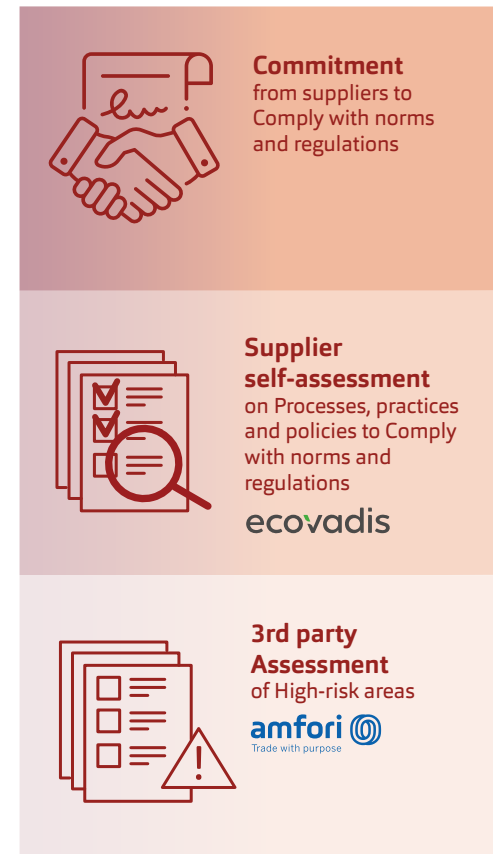 Commitment
from suppliers to
Comply with norms
and regulations
Supplier
self-assessment
on Processes, practices
and policies to Comply
with norms and
regulations
ecovadis
3rd party
Assessment
of High-risk areas
amfori
Trade with purpose